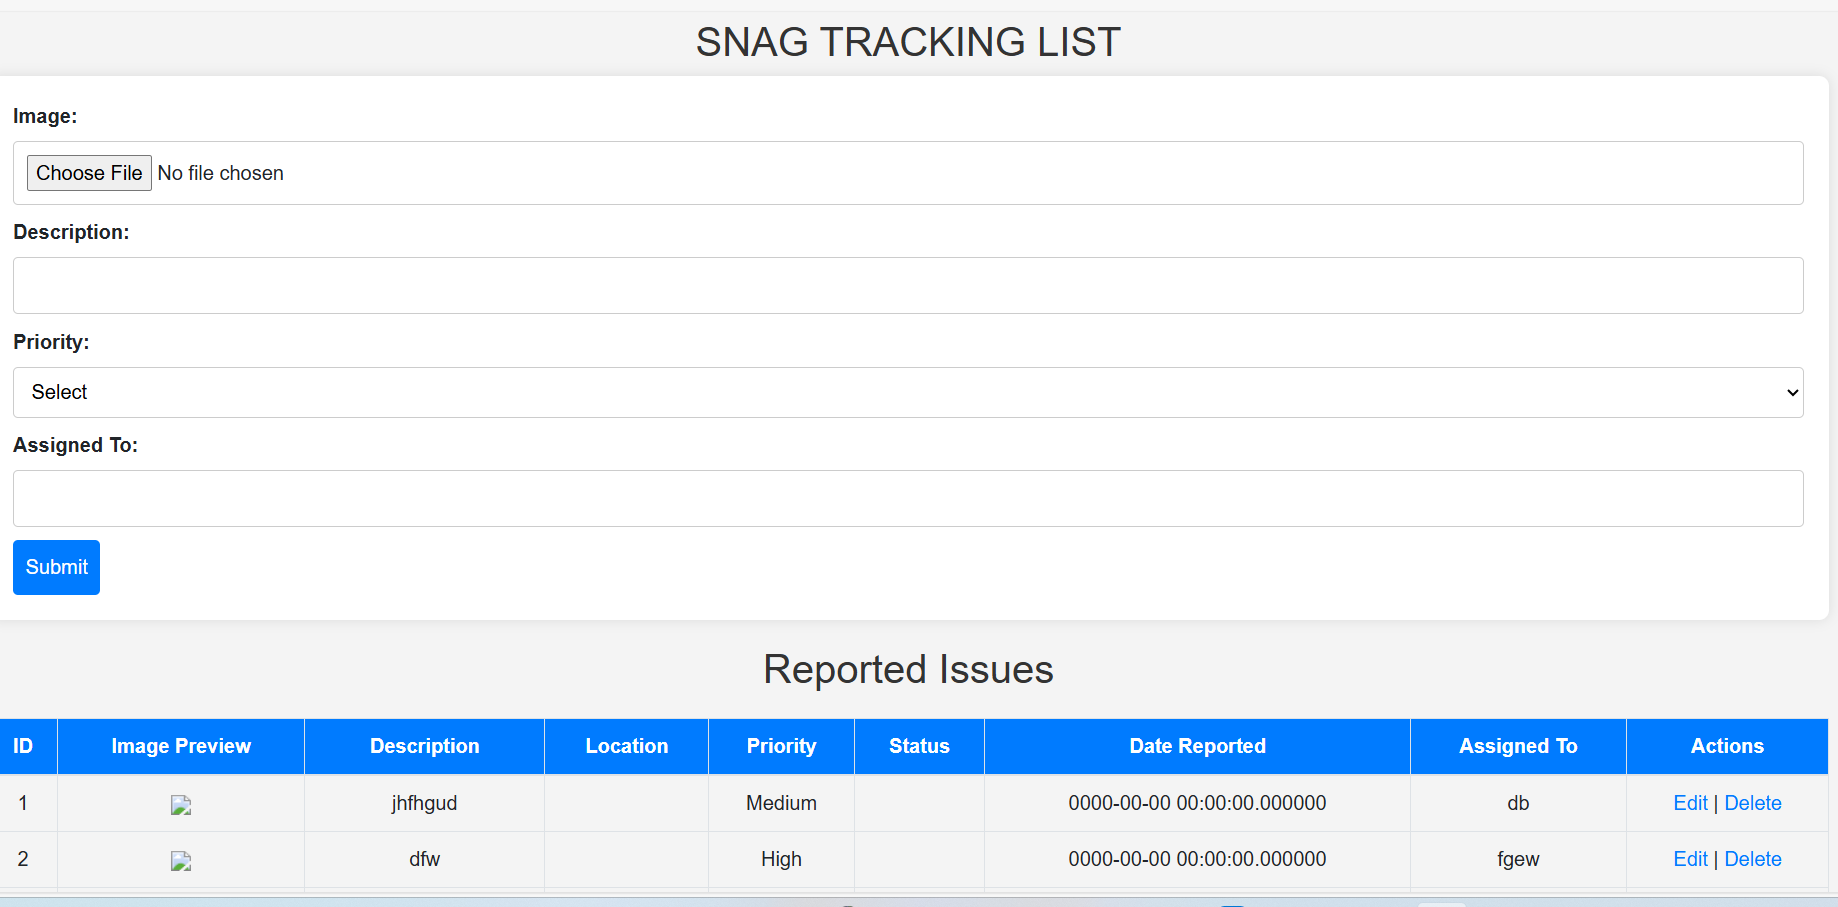 SNAG TRACKING LIST
Image:
Choose File No file chosen
Description:
Priority:
Select
Assigned To:
Submit
Reported Issues
ID Image Preview Description Location Priority Status Date Reported Assigned To Actions
1 jhfhgud Medium 0000-00-00 00:00:00.000000 db Edit | Delete
2 dfw High 0000-00-00 00:00:00.000000 fgew Edit | Delete